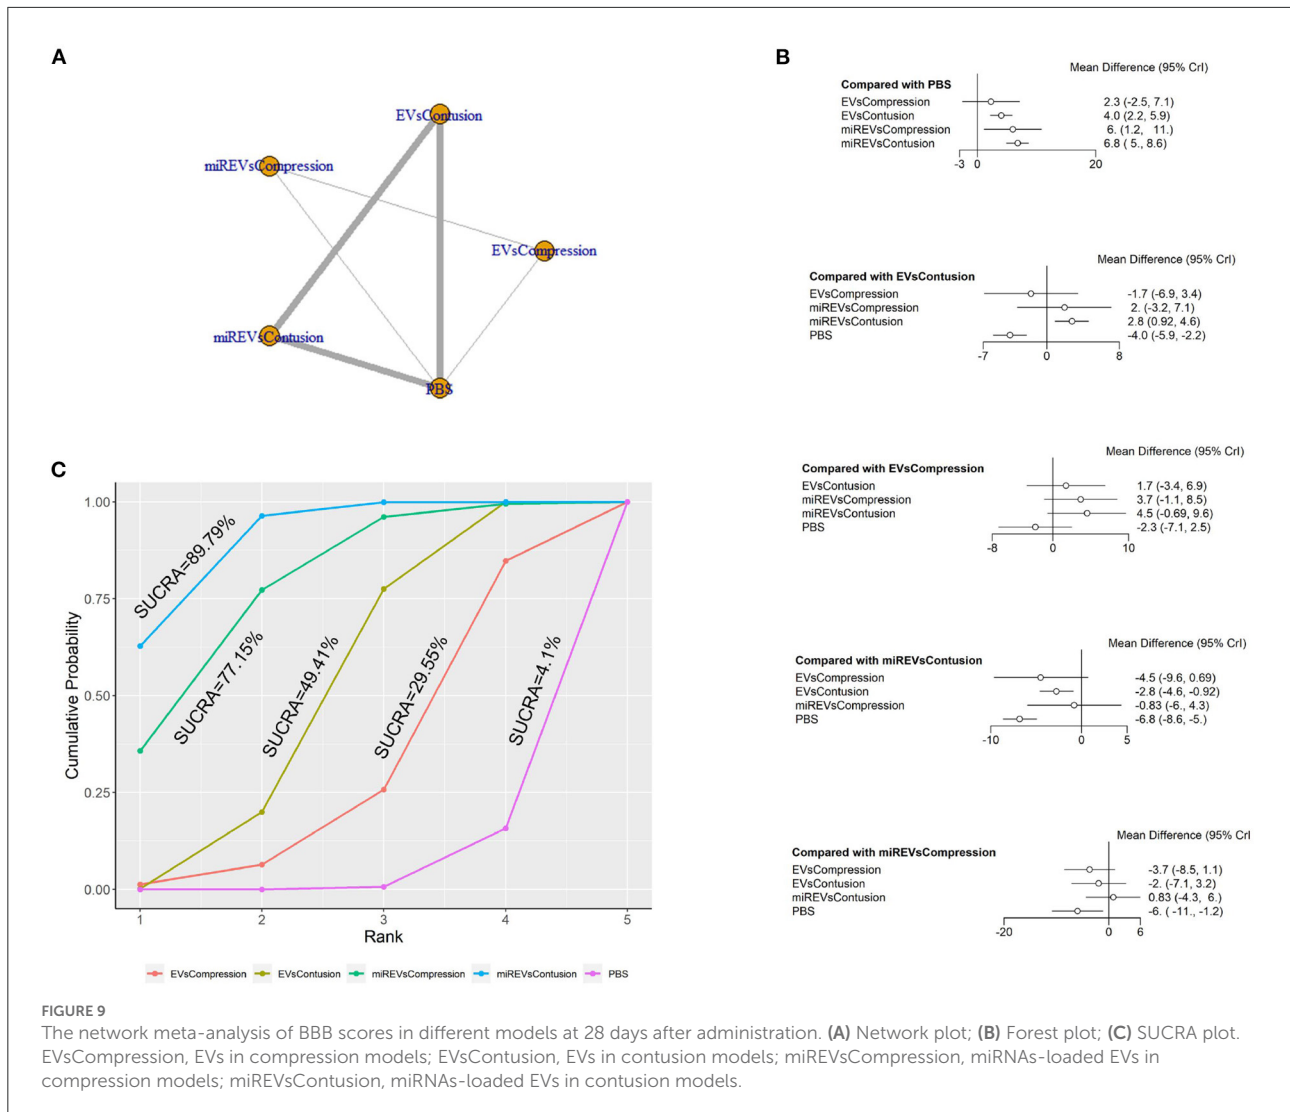 A
EVsContusion
miREVsCompression
EVsCompression
miREVsContusion
PBS
B
Mean Difference (95% CrI)
Compared with PBS
EVsCompression 2.3 (-2.5, 7.1)
EVsContusion 4.0 (2.2, 5.9)
miREVsCompression 6. (1.2, 11.)
miREVsContusion 6.8 ( 5., 8.6)
-3 0 20
Mean Difference (95% CrI)
Compared with EVsContusion
EVsCompression -1.7 (-6.9, 3.4)
miREVsCompression 2. (-3.2, 7.1)
miREVsContusion 2.8 (0.92, 4.6)
PBS -4.0 (-5.9, -2.2)
-7 0 8
Mean Difference (95% CrI)
Compared with EVsCompression
EVsContusion 1.7 (-3.4, 6.9)
miREVsCompression 3.7 (-1.1, 8.5)
miREVsContusion 4.5 (-0.69, 9.6)
PBS -2.3 (-7.1, 2.5)
-8 0 10
Mean Difference (95% CrI)
Compared with miREVsContusion
EVsCompression -4.5 (-9.6, 0.69)
EVsContusion -2.8 (-4.6, -0.92)
miREVsCompression -0.83 (-6., 4.3)
PBS -6.8 (-8.6, -5.)
-10 0 5
Mean Difference (95% CrI
Compared with miREVsCompression
EVsCompression -3.7 (-8.5, 1.1)
EVsContusion -2. (-7.1, 3.2)
miREVsContusion 0.83 (-4.3, 6.)
PBS -6. ( -11., -1.2)
-20 0 6
C
Cumulative Probability
1.00
0.75
0.50
0.25
0.00
SUCRA=89.79%
SUCRA=77.15%
SUCRA=49.41%
SUCRA=29.55%
SUCRA=4.1%
1 2 3 4 5
Rank
EVsCompression EVsContusion miREVsCompression miREVsContusion PBS
FIGURE 9
The network meta-analysis of BBB scores in different models at 28 days after administration. (A) Network plot; (B) Forest plot; (C) SUCRA plot.
EVsCompression, EVs in compression models; EVsContusion, EVs in contusion models; miREVsCompression, miRNAs-loaded EVs in
compression models; miREVsContusion, miRNAs-loaded EVs in contusion models.